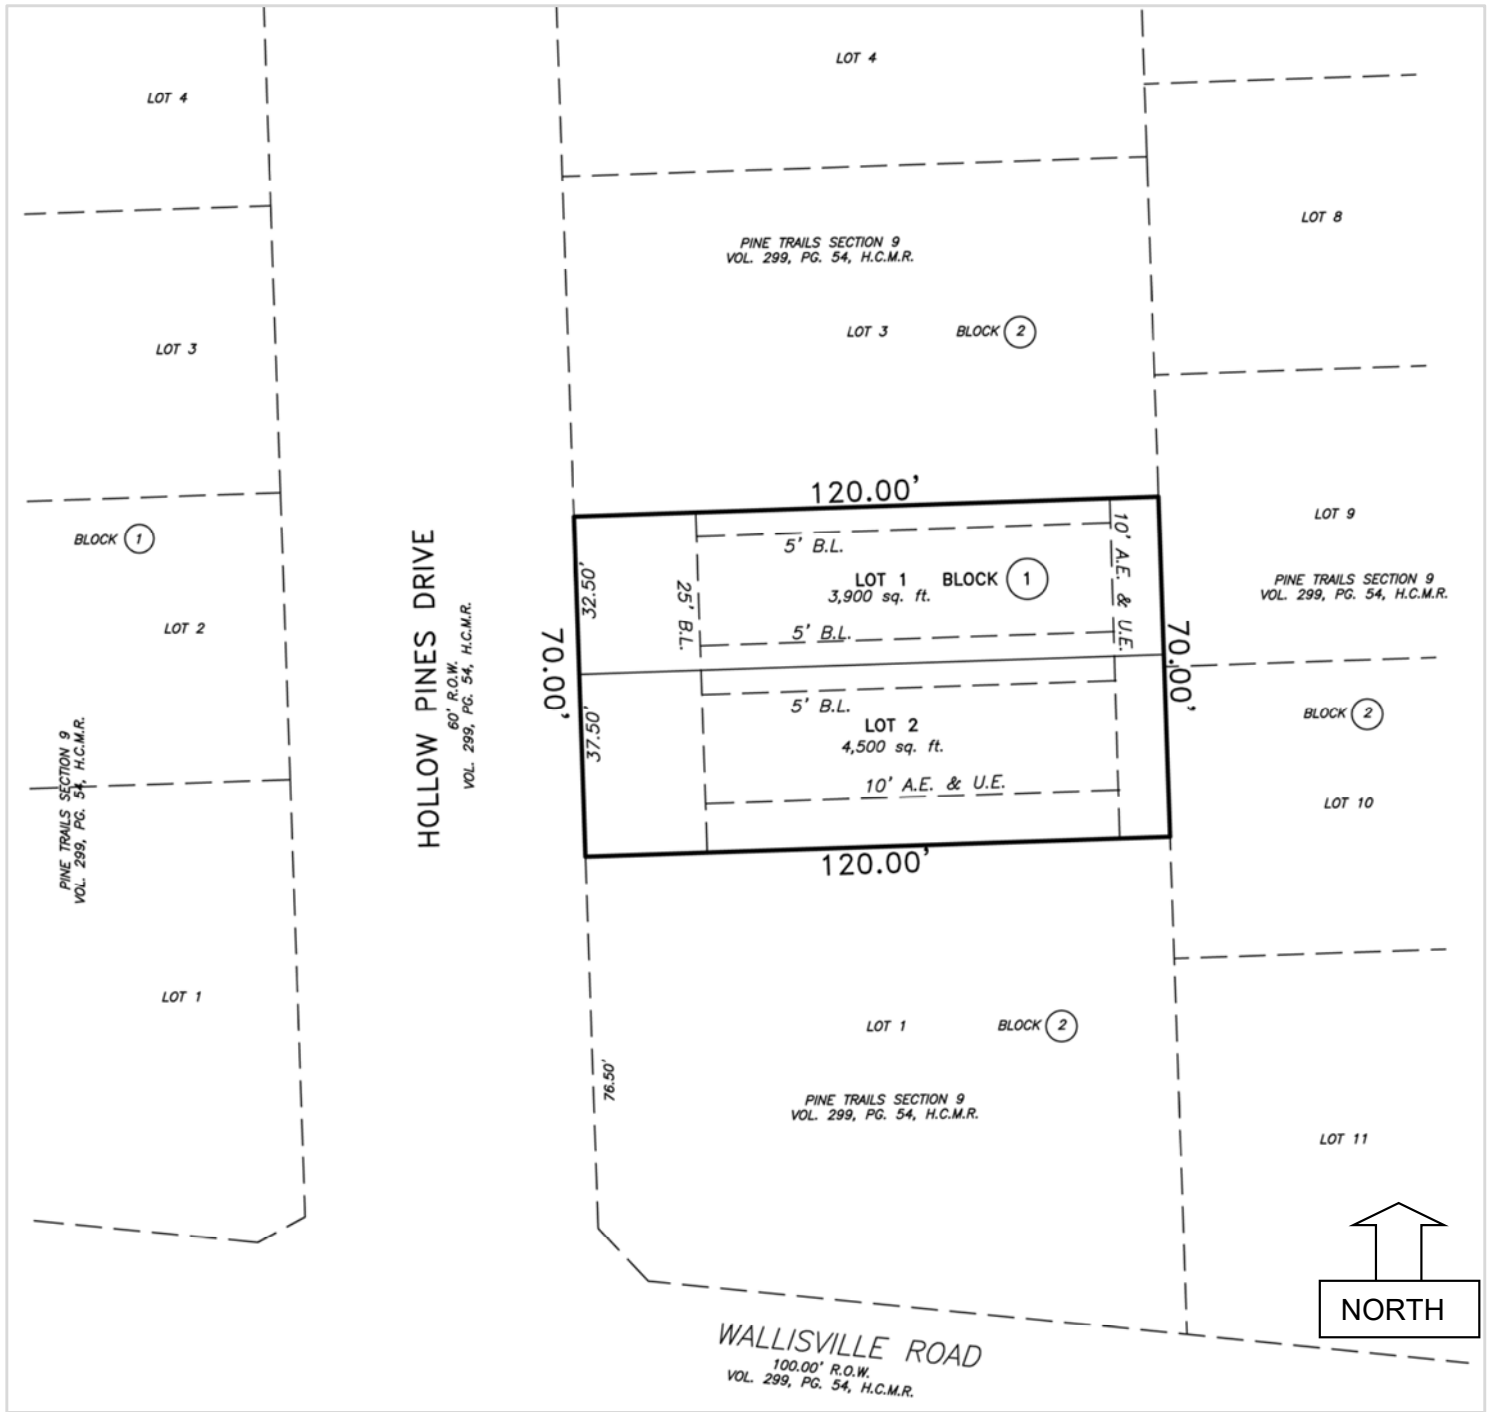 LOT 4
LOT 4
LOT 8
PINE TRAILS SECTION 9
VOL. 299, PG. 54, H.C.M.R.
LOT 3
BLOCK 2
LOT 3
120.00'
LOT 9
BLOCK 1
5' B.L.
10' A.E. & U.E.
LOT 1 BLOCK 1
3,900 sq. ft.
32.50'
25' B.L.
5' B.L.
PINE TRAILS SECTION 9
VOL. 299, PG. 54, H.C.M.R.
LOT 2
HOLLOW PINES DRIVE
60' R.O.W.
VOL. 299, PG. 54, H.C.M.R.
70.00'
70.00'
37.50'
5' B.L.
LOT 2
4,500 sq. ft.
10' A.E. & U.E.
BLOCK 2
LOT 10
PINE TRAILS SECTION 9
VOL. 299, PG. 54, H.C.M.R.
120.00'
LOT 1
LOT 1
BLOCK 2
76.50'
PINE TRAILS SECTION 9
VOL. 299, PG. 54, H.C.M.R.
LOT 11
NORTH
WALLISVILLE ROAD
100.00' R.O.W.
VOL. 299, PG. 54, H.C.M.R.